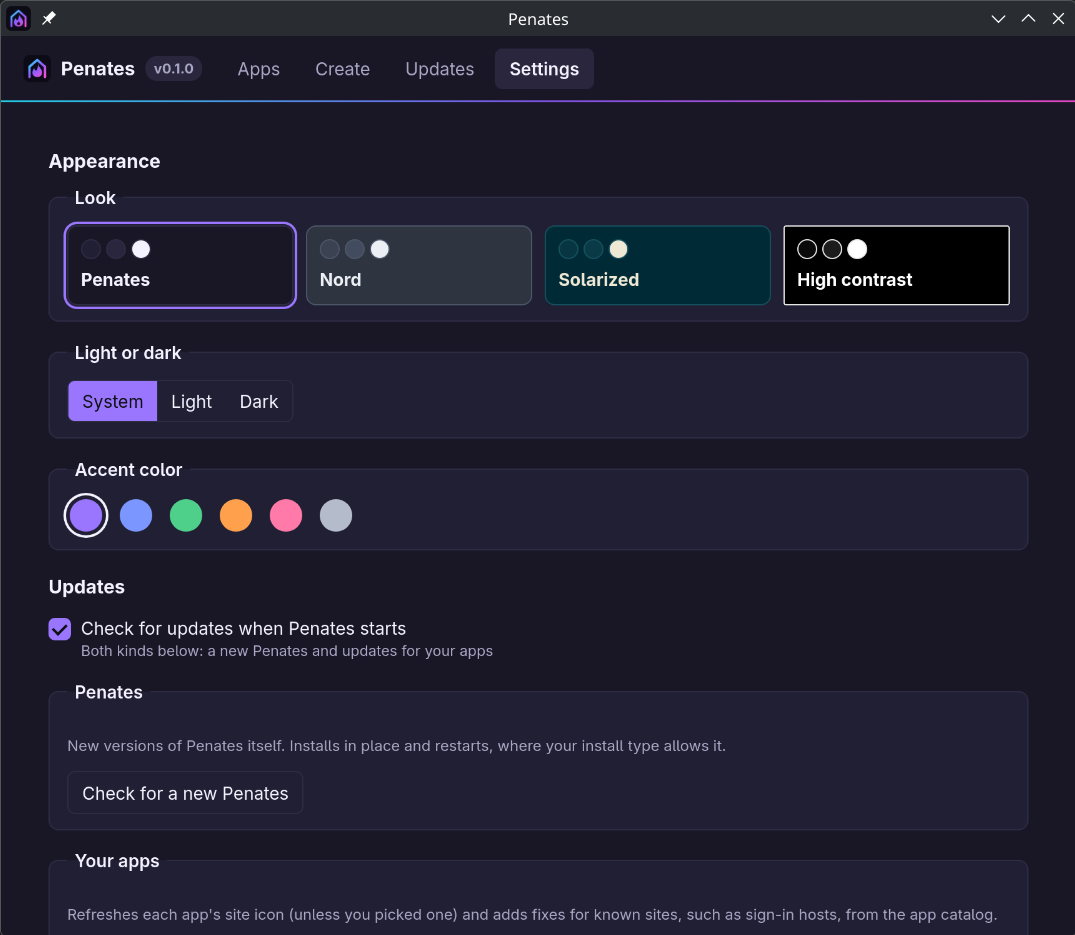 Penates
Penates v0.1.0 Apps Create Updates Settings
Appearance
Look
Penates Nord Solarized High contrast
Light or dark
System Light Dark
Accent color
Updates
Check for updates when Penates starts
Both kinds below: a new Penates and updates for your apps
Penates
New versions of Penates itself. Installs in place and restarts, where your install type allows it.
Check for a new Penates
Your apps
Refreshes each app's site icon (unless you picked one) and adds fixes for known sites, such as sign-in hosts, from the app catalog.